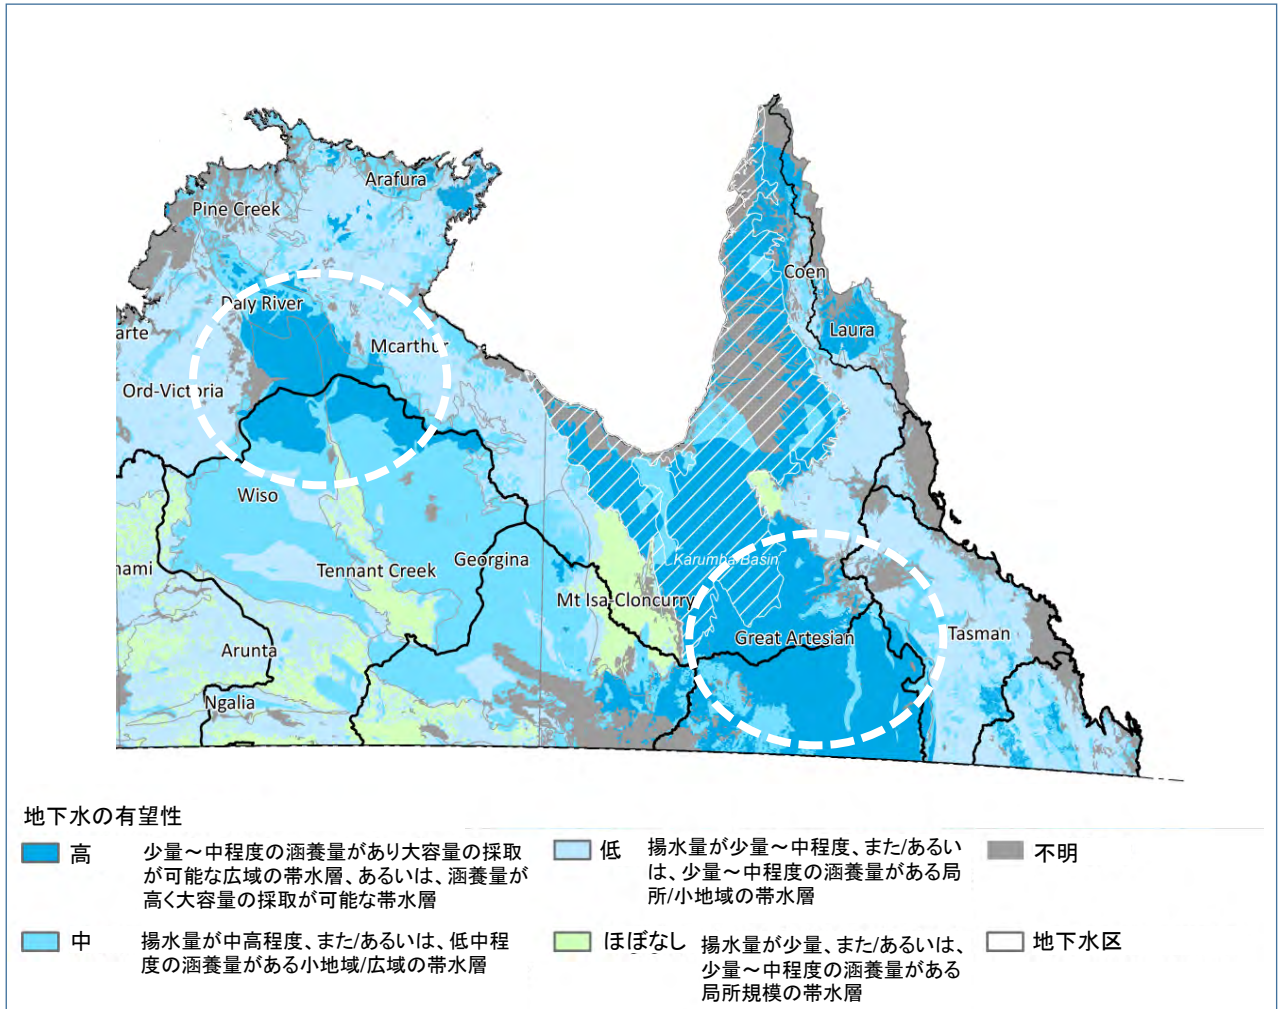 Arafura
Pine Creek
Coen
Daly River
Laura
arte
Mcarthur
Ord-Victoria
Wiso
Karumba Basin
Georgina
nami
Tennant Creek
Mt Isa-Cloncurry
Great Artesian
Tasman
Arunta
Ngalia
地下水の有望性
高
少量～中程度の涵養量があり大容量の採取
が可能な広域の帯水層、あるいは、涵養量が
高く大容量の採取が可能な帯水層
低
揚水量が少量～中程度、また/あるい
は、少量～中程度の涵養量がある局
所/小地域の帯水層
不明
中
揚水量が中高程度、また/あるいは、低中程
度の涵養量がある小地域/広域の帯水層
ほぼなし
揚水量が少量、また/あるいは、
少量～中程度の涵養量がある
局所規模の帯水層
地下水区